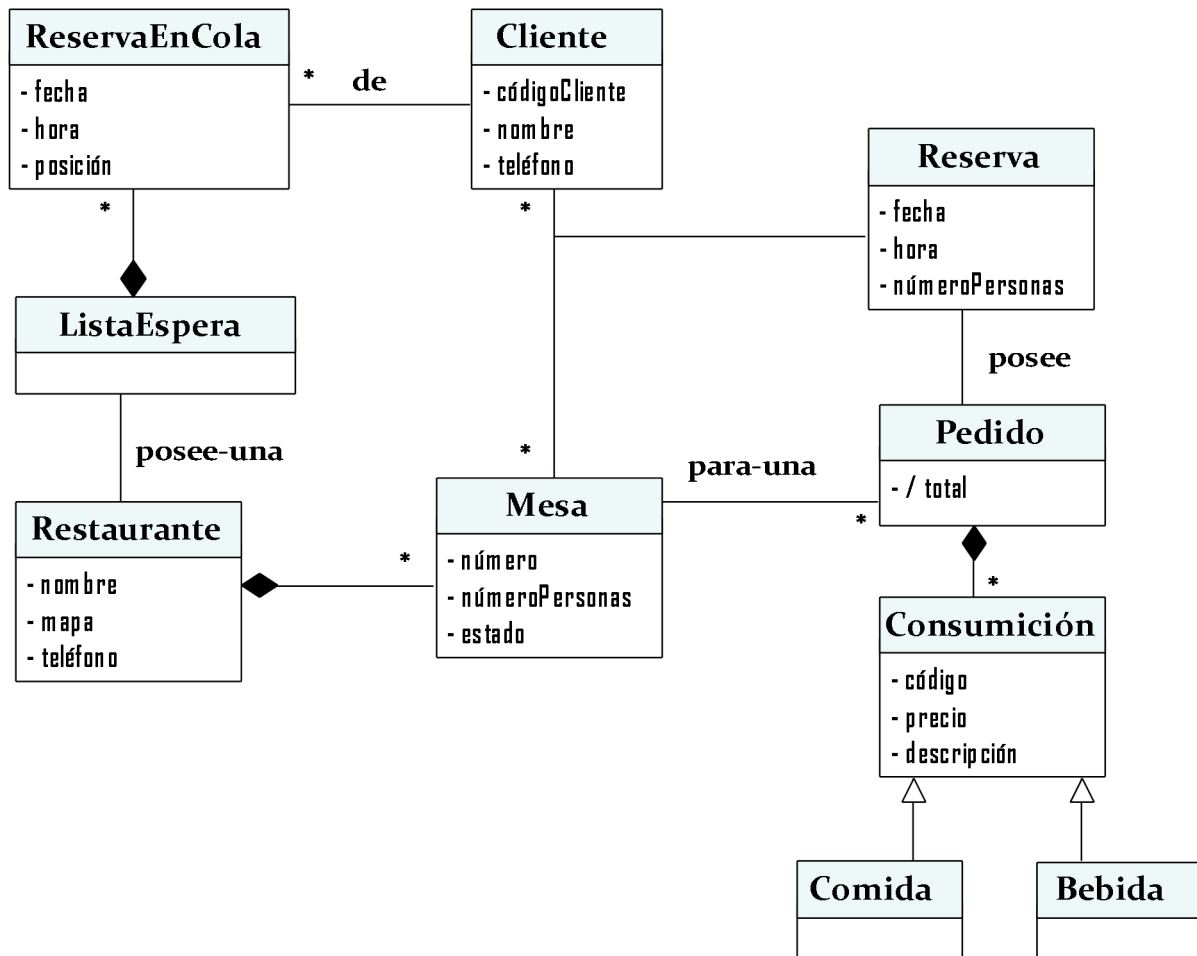 ReservaEnCola
- fecha
- hora
- posición
*
de
Cliente
- códigoCliente
- nombre
- teléfono
*
Reserva
- fecha
- hora
- númeroPersonas
*
ListaEspera
posee-una
posee
*
Restaurante
- nombre
- mapa
- teléfono
*
Mesa
- número
- númeroPersonas
- estado
para-una
*
Pedido
- / total
*
Consumición
- código
- precio
- descripción
Comida
Bebida